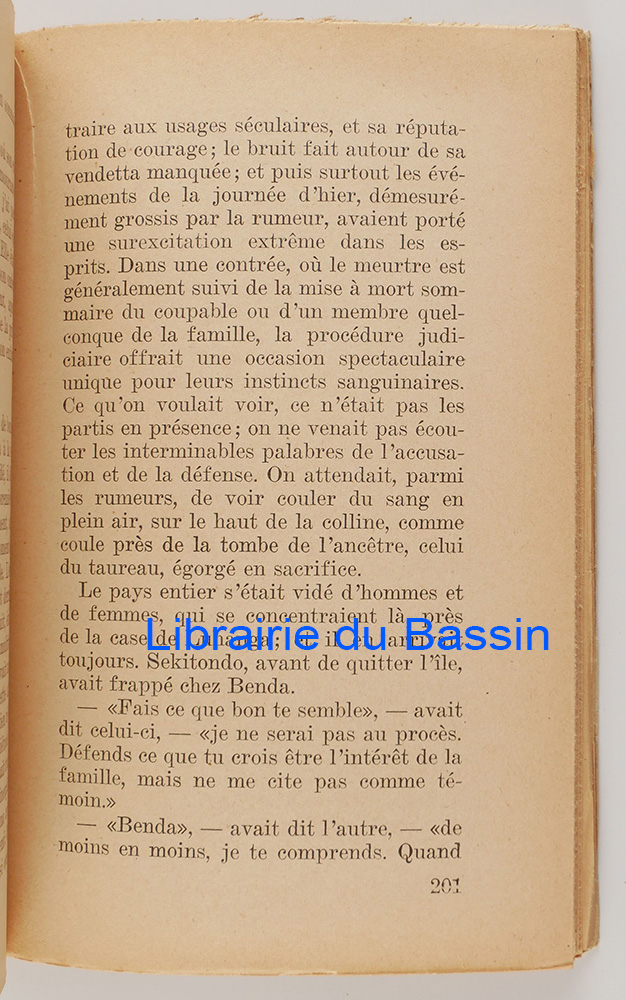 traire aux usages séculaires, et sa réputa-
tion de courage; le bruit fait autour de sa
vendetta manquée; et puis surtout les évé-
nements de la journée d'hier, démesuré-
ment grossis par la rumeur, avaient porté
une surexcitation extrême dans les es-
prits. Dans une contrée, où le meurtre est
généralement suivi de la mise à mort som-
maire du coupable ou d'un membre quel-
conque de la famille, la procédure judi-
ciaire offrait une occasion spectaculaire
unique pour leurs instincts sanguinaires.
Ce qu'on voulait voir, ce n'était pas les
partis en présence; on ne venait pas écou-
ter les interminables palabres de l'accusa-
tion et de la défense. On attendait, parmi
les rumeurs, de voir couler du sang en
plein air, sur le haut de la colline, comme
coule près de la tombe de l'ancêtre, celui
du taureau, égorgé en sacrifice.
Le pays entier s'était vidé d'hommes et
de femmes, qui se concentraient là, près
de la case de et il en arrivait
Librairie du Bassin
toujours. Sekitondo, avant de quitter l'île,
avait frappé chez Benda.
— «Fais ce que bon te semble», — avait
dit celui-ci, — «je ne serai pas au procès.
Défends ce que tu crois être l'intérêt de la
famille, mais ne me cite pas comme té-
moin.»
— «Benda», — avait dit l'autre, — «de
moins en moins, je te comprends. Quand
201